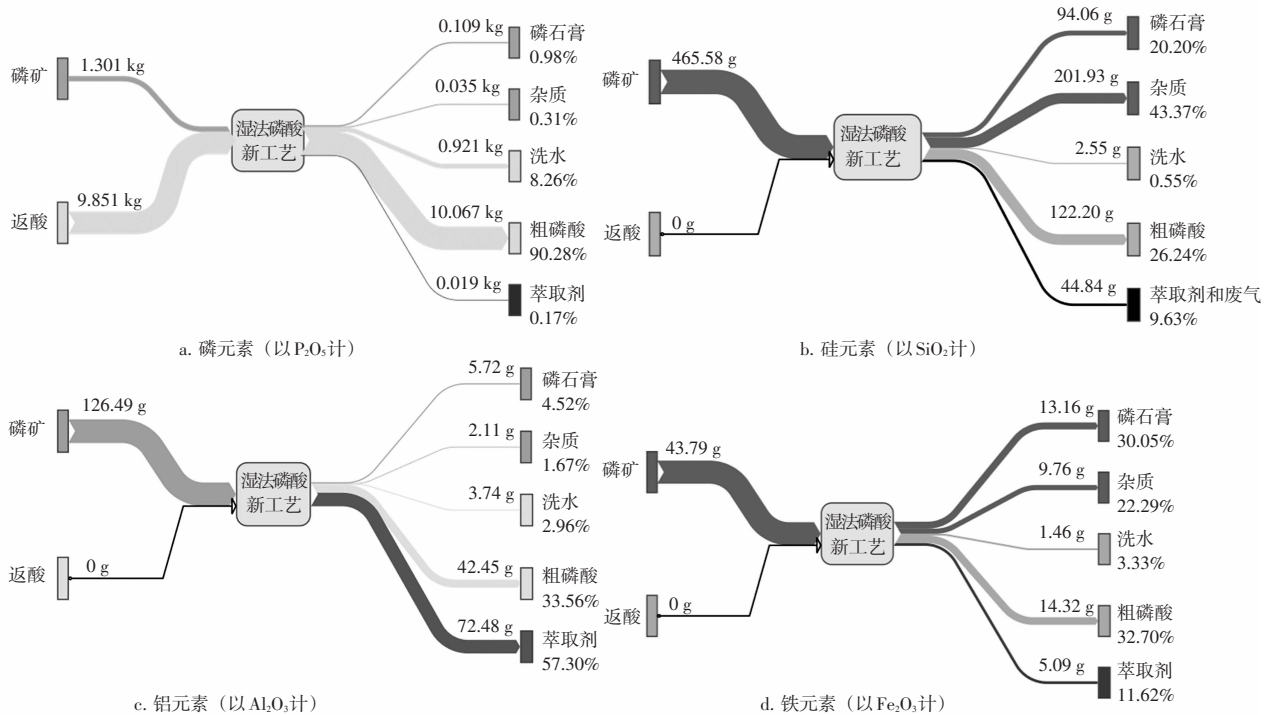 磷矿
1.301 kg
返酸
9.851 kg
湿法磷酸
新工艺
0.109 kg
磷石膏
0.98%
0.035 kg
杂质
0.31%
0.921 kg
洗水
8.26%
10.067 kg
粗磷酸
90.28%
0.019 kg
萃取剂
0.17%
a. 磷元素（以P₂O₅计）
磷矿
465.58 g
返酸
0 g
湿法磷酸
新工艺
94.06 g
磷石膏
20.20%
201.93 g
杂质
43.37%
2.55 g
洗水
0.55%
122.20 g
粗磷酸
26.24%
44.84 g
萃取剂和废气
9.63%
b. 硅元素（以SiO₂计）
磷矿
126.49 g
返酸
0 g
湿法磷酸
新工艺
5.72 g
磷石膏
4.52%
2.11 g
杂质
1.67%
3.74 g
洗水
2.96%
42.45 g
粗磷酸
33.56%
72.48 g
萃取剂
57.30%
c. 铝元素（以Al₂O₃计）
磷矿
43.79 g
返酸
0 g
湿法磷酸
新工艺
13.16 g
磷石膏
30.05%
9.76 g
杂质
22.29%
1.46 g
洗水
3.33%
14.32 g
粗磷酸
32.70%
5.09 g
萃取剂
11.62%
d. 铁元素（以Fe₂O₃计）